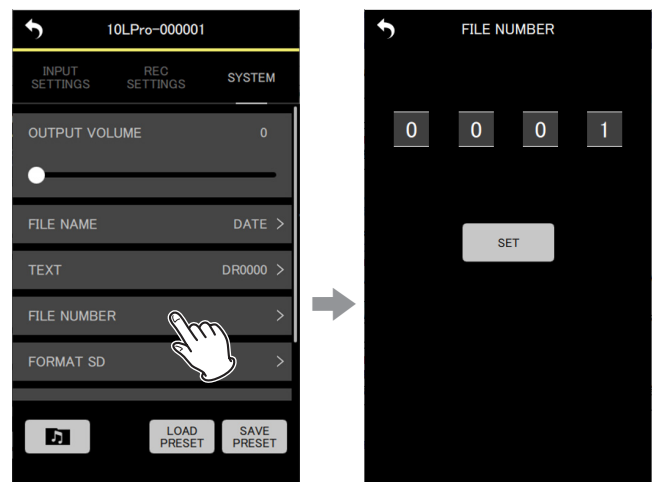 10LPro-000001
INPUT
SETTINGS
REC
SETTINGS
SYSTEM
OUTPUT VOLUME 0
FILE NAME DATE >
TEXT DR0000 >
FILE NUMBER >
FORMAT SD >
LOAD
PRESET
SAVE
PRESET
FILE NUMBER
0 0 0 1
SET